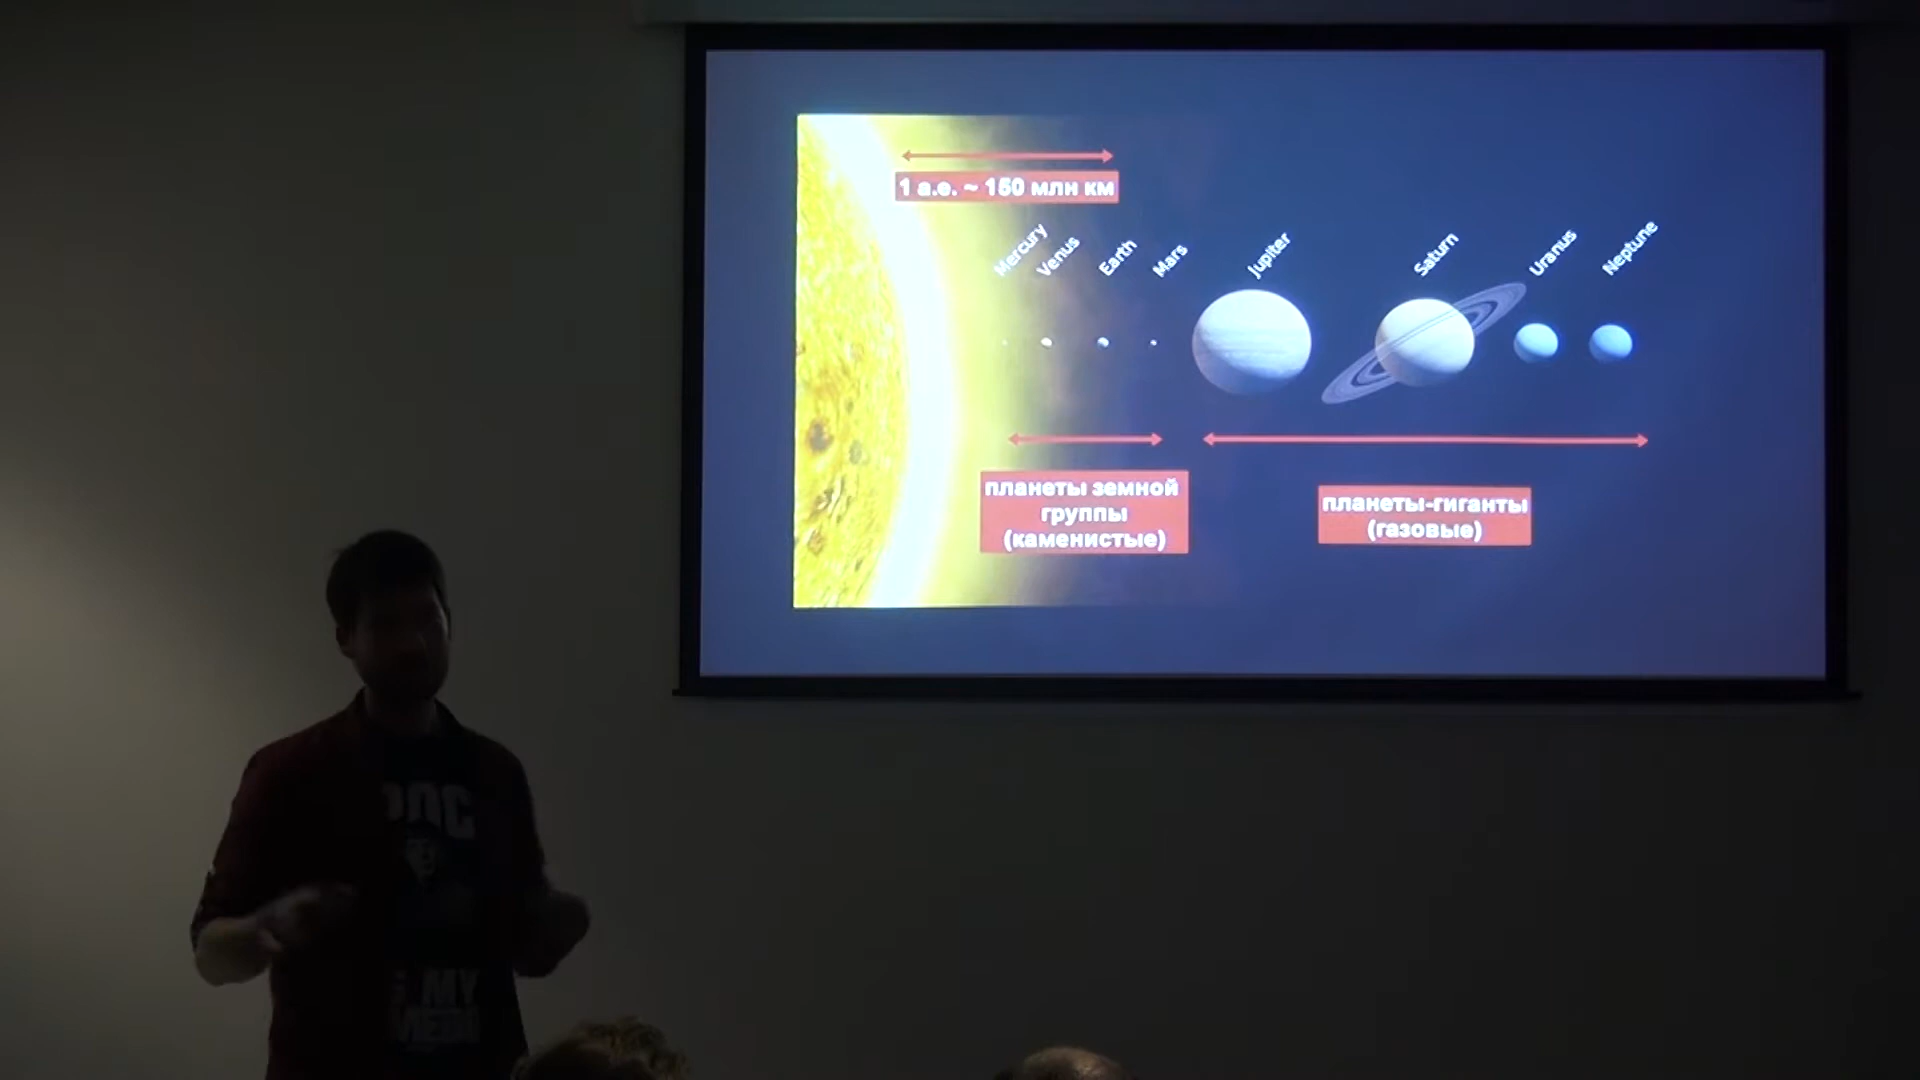 1 а.е. ~ 150 млн км
Mercury
Venus
Earth
Mars
Jupiter
Saturn
Uranus
Neptune
планеты земной
группы
(каменистые)
планеты-гиганты
(газовые)
MY